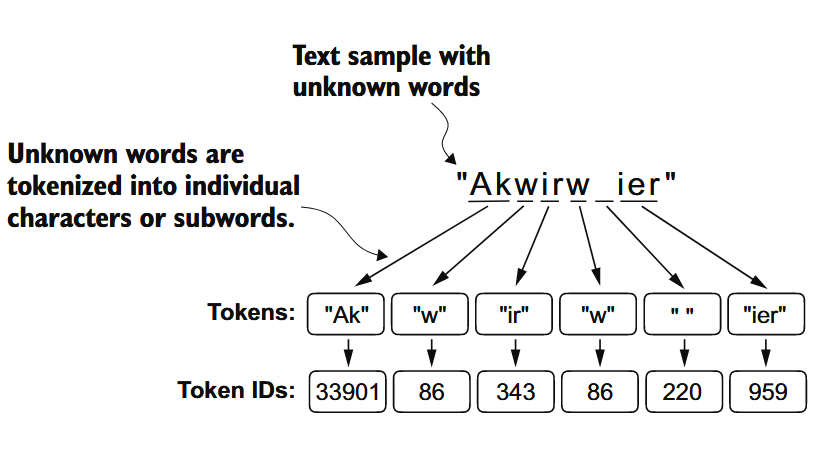 Text sample with
unknown words
Unknown words are
tokenized into individual
characters or subwords.
"Akwirw ier"
Tokens: "Ak" "w" "ir" "w" " " "ier"
Token IDs: 33901 86 343 86 220 959